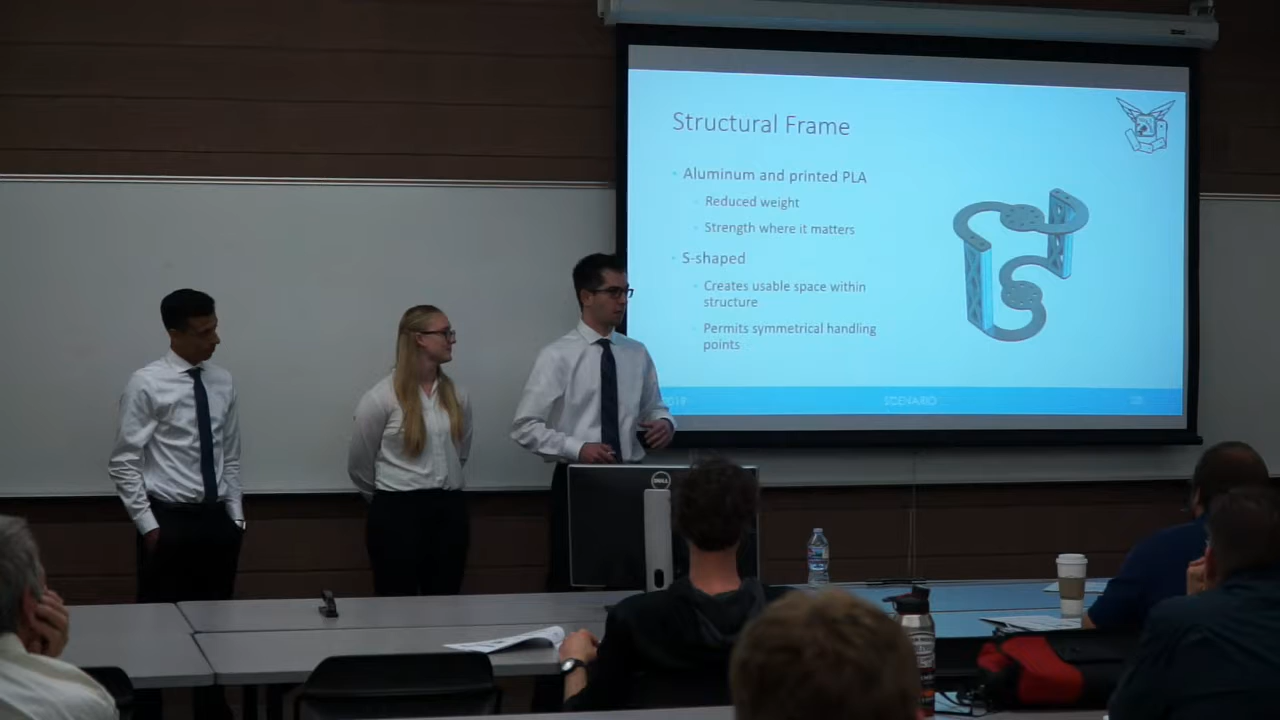 Structural Frame
Aluminum and printed PLA
Reduced weight
Strength where it matters
S-shaped
Creates usable space within
structure
Permits symmetrical handling
points
SCENARIO
DELL